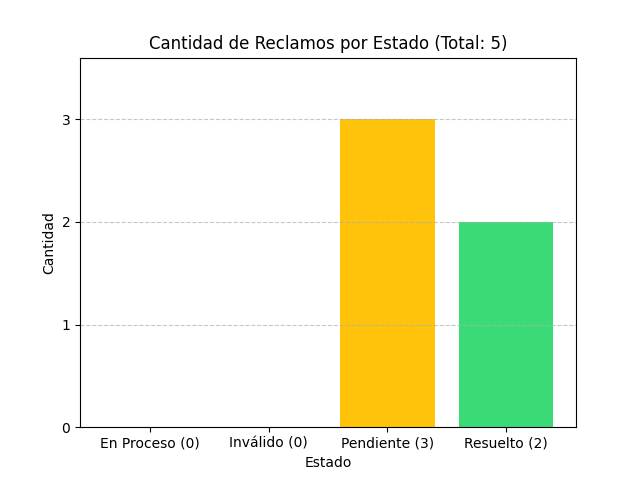 Cantidad de Reclamos por Estado (Total: 5)
Cantidad
3
2
1
0
En Proceso (0)
Inválido (0)
Pendiente (3)
Resuelto (2)
Estado